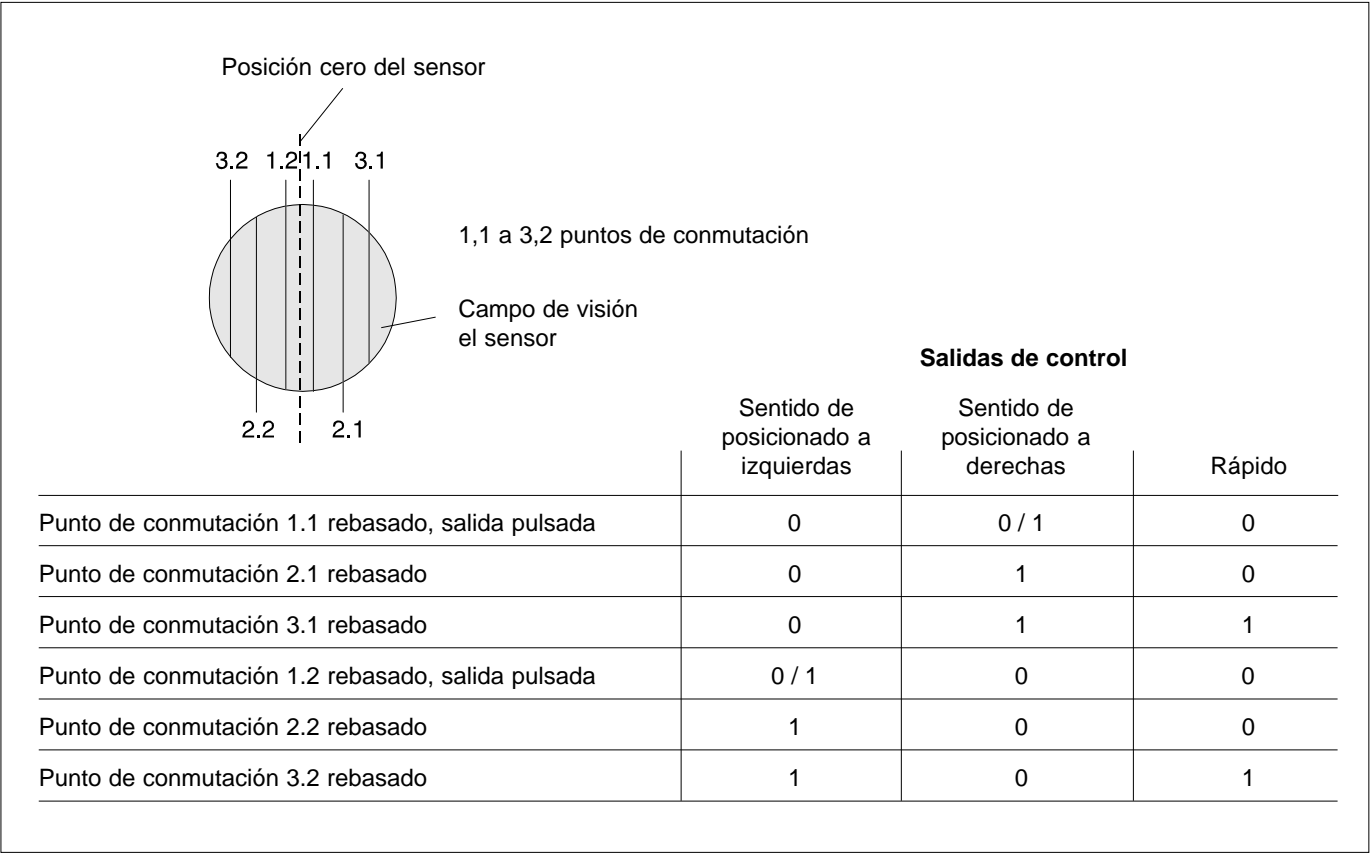 Posición cero del sensor
3.2 1.2 1.1 3.1
1,1 a 3,2 puntos de conmutación
Campo de visión
el sensor
2.2 2.1
Salidas de control
Sentido de posicionado a izquierdas
Sentido de posicionado a derechas
Rápido
Punto de conmutación 1.1 rebasado, salida pulsada 0 0 / 1 0
Punto de conmutación 2.1 rebasado 0 1 0
Punto de conmutación 3.1 rebasado 0 1 1
Punto de conmutación 1.2 rebasado, salida pulsada 0 / 1 0 0
Punto de conmutación 2.2 rebasado 1 0 0
Punto de conmutación 3.2 rebasado 1 0 1